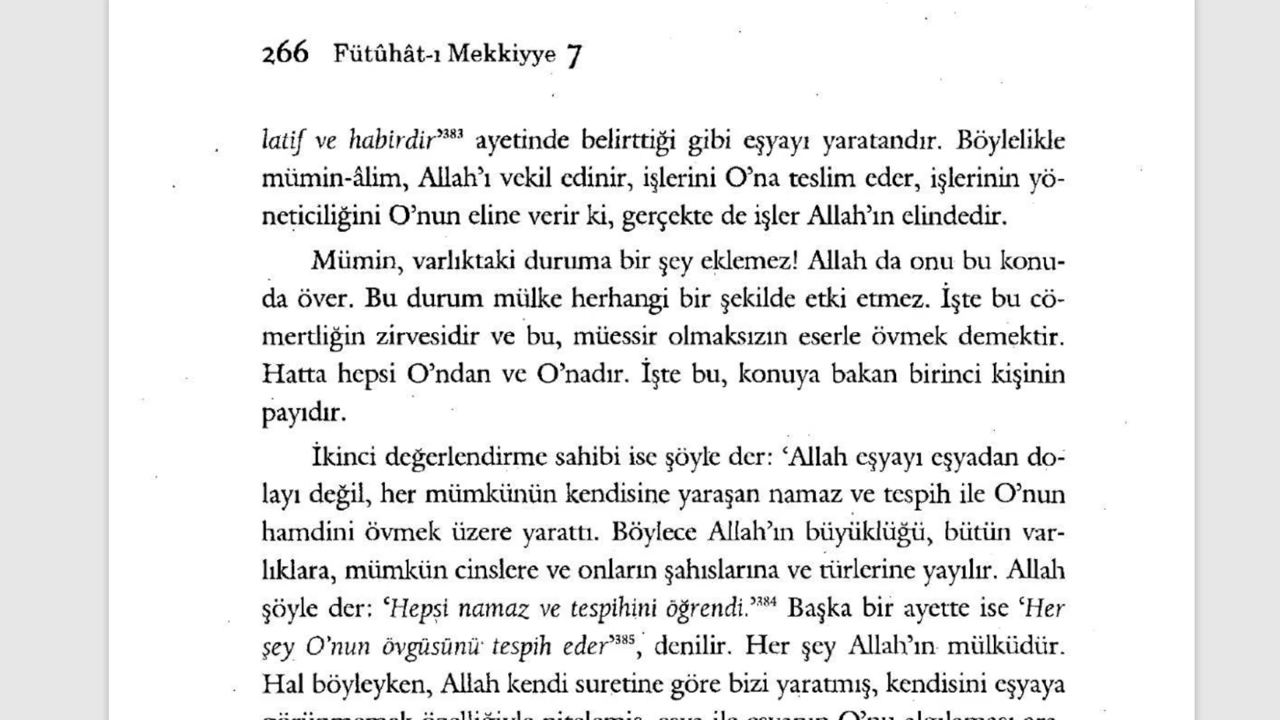 266 Fütûhât-ı Mekkiyye 7
latif ve habirdir’³⁸³ ayetinde belirttiği gibi eşyayı yaratandır. Böylelikle
mümin-âlim, Allah’ı vekil edinir, işlerini O’na teslim eder, işlerinin yö-
neticiliğini O’nun eline verir ki, gerçekte de işler Allah’ın elindedir.
Mümin, varlıktaki duruma bir şey eklemez! Allah da onu bu konu-
da över. Bu durum mülke herhangi bir şekilde etki etmez. İşte bu cö-
mertliğin zirvesidir ve bu, müessir olmaksızın eserle övmek demektir.
Hatta hepsi O’ndan ve O’nadır. İşte bu, konuya bakan birinci kişinin
payıdır.
İkinci değerlendirme sahibi ise şöyle der: ‘Allah eşyayı eşyadan do-
layı değil, her mümkünün kendisine yaraşan namaz ve tespih ile O’nun
hamdini övmek üzere yarattı. Böylece Allah’ın büyüklüğü, bütün var-
lıklara, mümkün cinslere ve onların şahıslarına ve türlerine yayılır. Allah
şöyle der: ‘Hepsi namaz ve tespihini öğrendi.’³⁸⁴ Başka bir ayette ise ‘Her
şey O’nun övgüsünü tespih eder’³⁸⁵, denilir. Her şey Allah’ın mülküdür.
Hal böyleyken, Allah kendi suretine göre bizi yaratmış, kendisini eşyaya